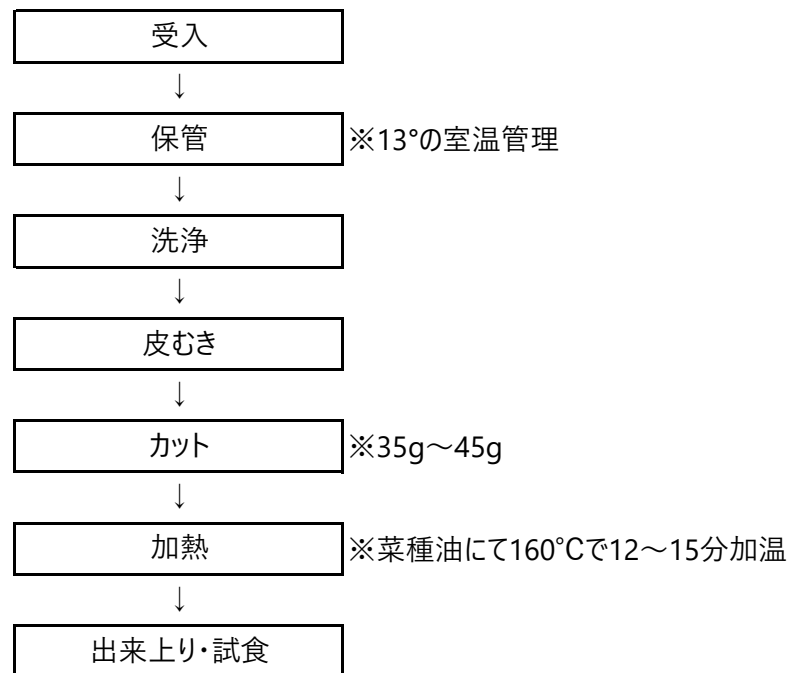 受入
↓
保管 ※13°の室温管理
↓
洗浄
↓
皮むき
↓
カット ※35g～45g
↓
加熱 ※菜種油にて160℃で12～15分加温
↓
出来上り・試食